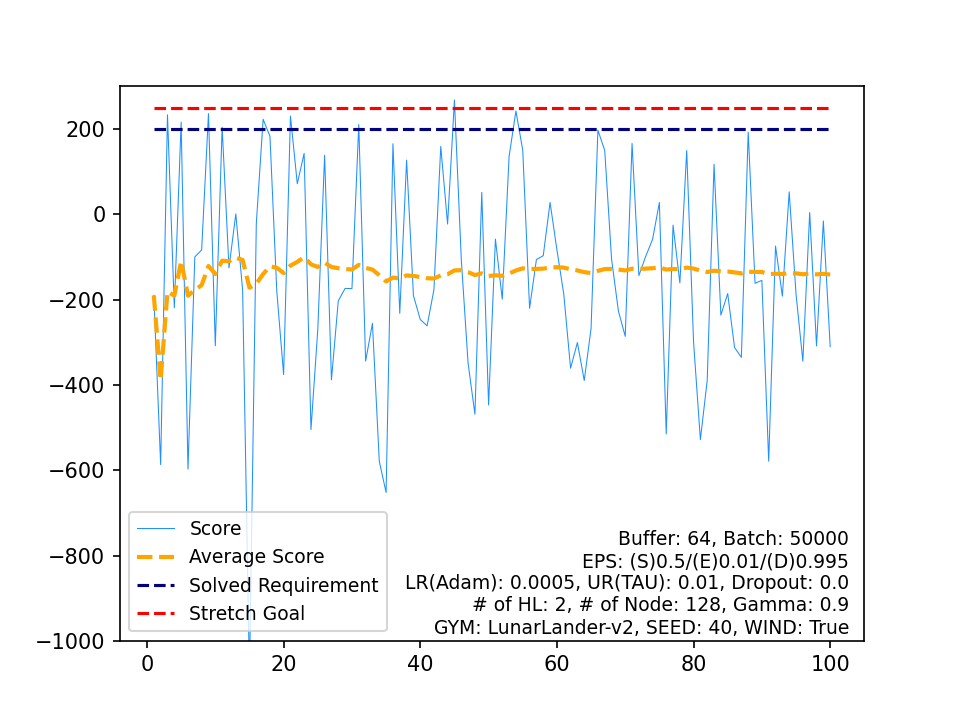 200
0
−200
−400
−600
−800
−1000
0
20
40
60
80
100
Score
Average Score
Solved Requirement
Stretch Goal
Buffer: 64, Batch: 50000
EPS: (S)0.5/(E)0.01/(D)0.995
LR(Adam): 0.0005, UR(TAU): 0.01, Dropout: 0.0
# of HL: 2, # of Node: 128, Gamma: 0.9
GYM: LunarLander-v2, SEED: 40, WIND: True